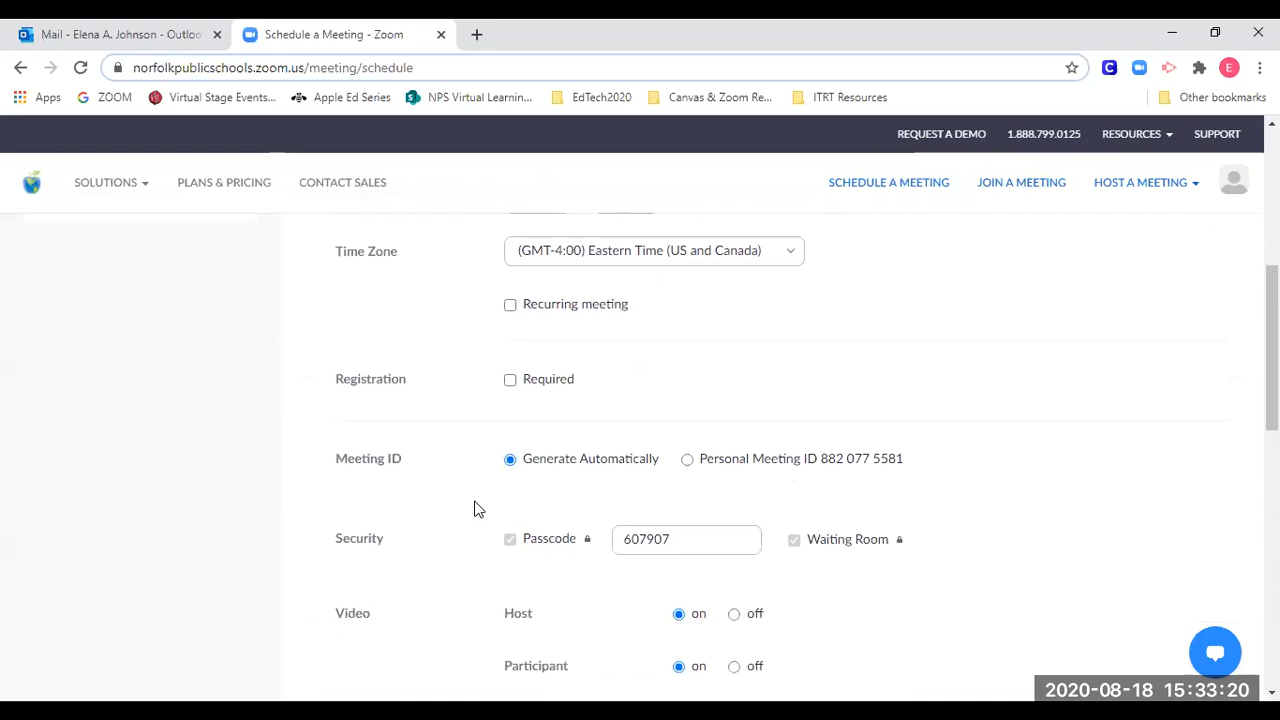 Mail - Elena A. Johnson - Outloo
Schedule a Meeting - Zoom
norfolkpublicschools.zoom.us/meeting/schedule
E
Apps
ZOOM
Virtual Stage Event...
Apple Ed Series
NPS Virtual Learnin...
EdTech2020
Canvas & Zoom Re...
ITRT Resources
Other bookmarks
REQUEST A DEMO
1.888.799.0125
RESOURCES
SUPPORT
SOLUTIONS
PLANS & PRICING
CONTACT SALES
SCHEDULE A MEETING
JOIN A MEETING
HOST A MEETING
Time Zone
(GMT-4:00) Eastern Time (US and Canada)
Recurring meeting
Registration
Required
Meeting ID
Generate Automatically
Personal Meeting ID 882 077 5581
Security
Passcode
607907
Waiting Room
Video
Host
on
off
Participant
on
off
2020-08-18 15:33:20